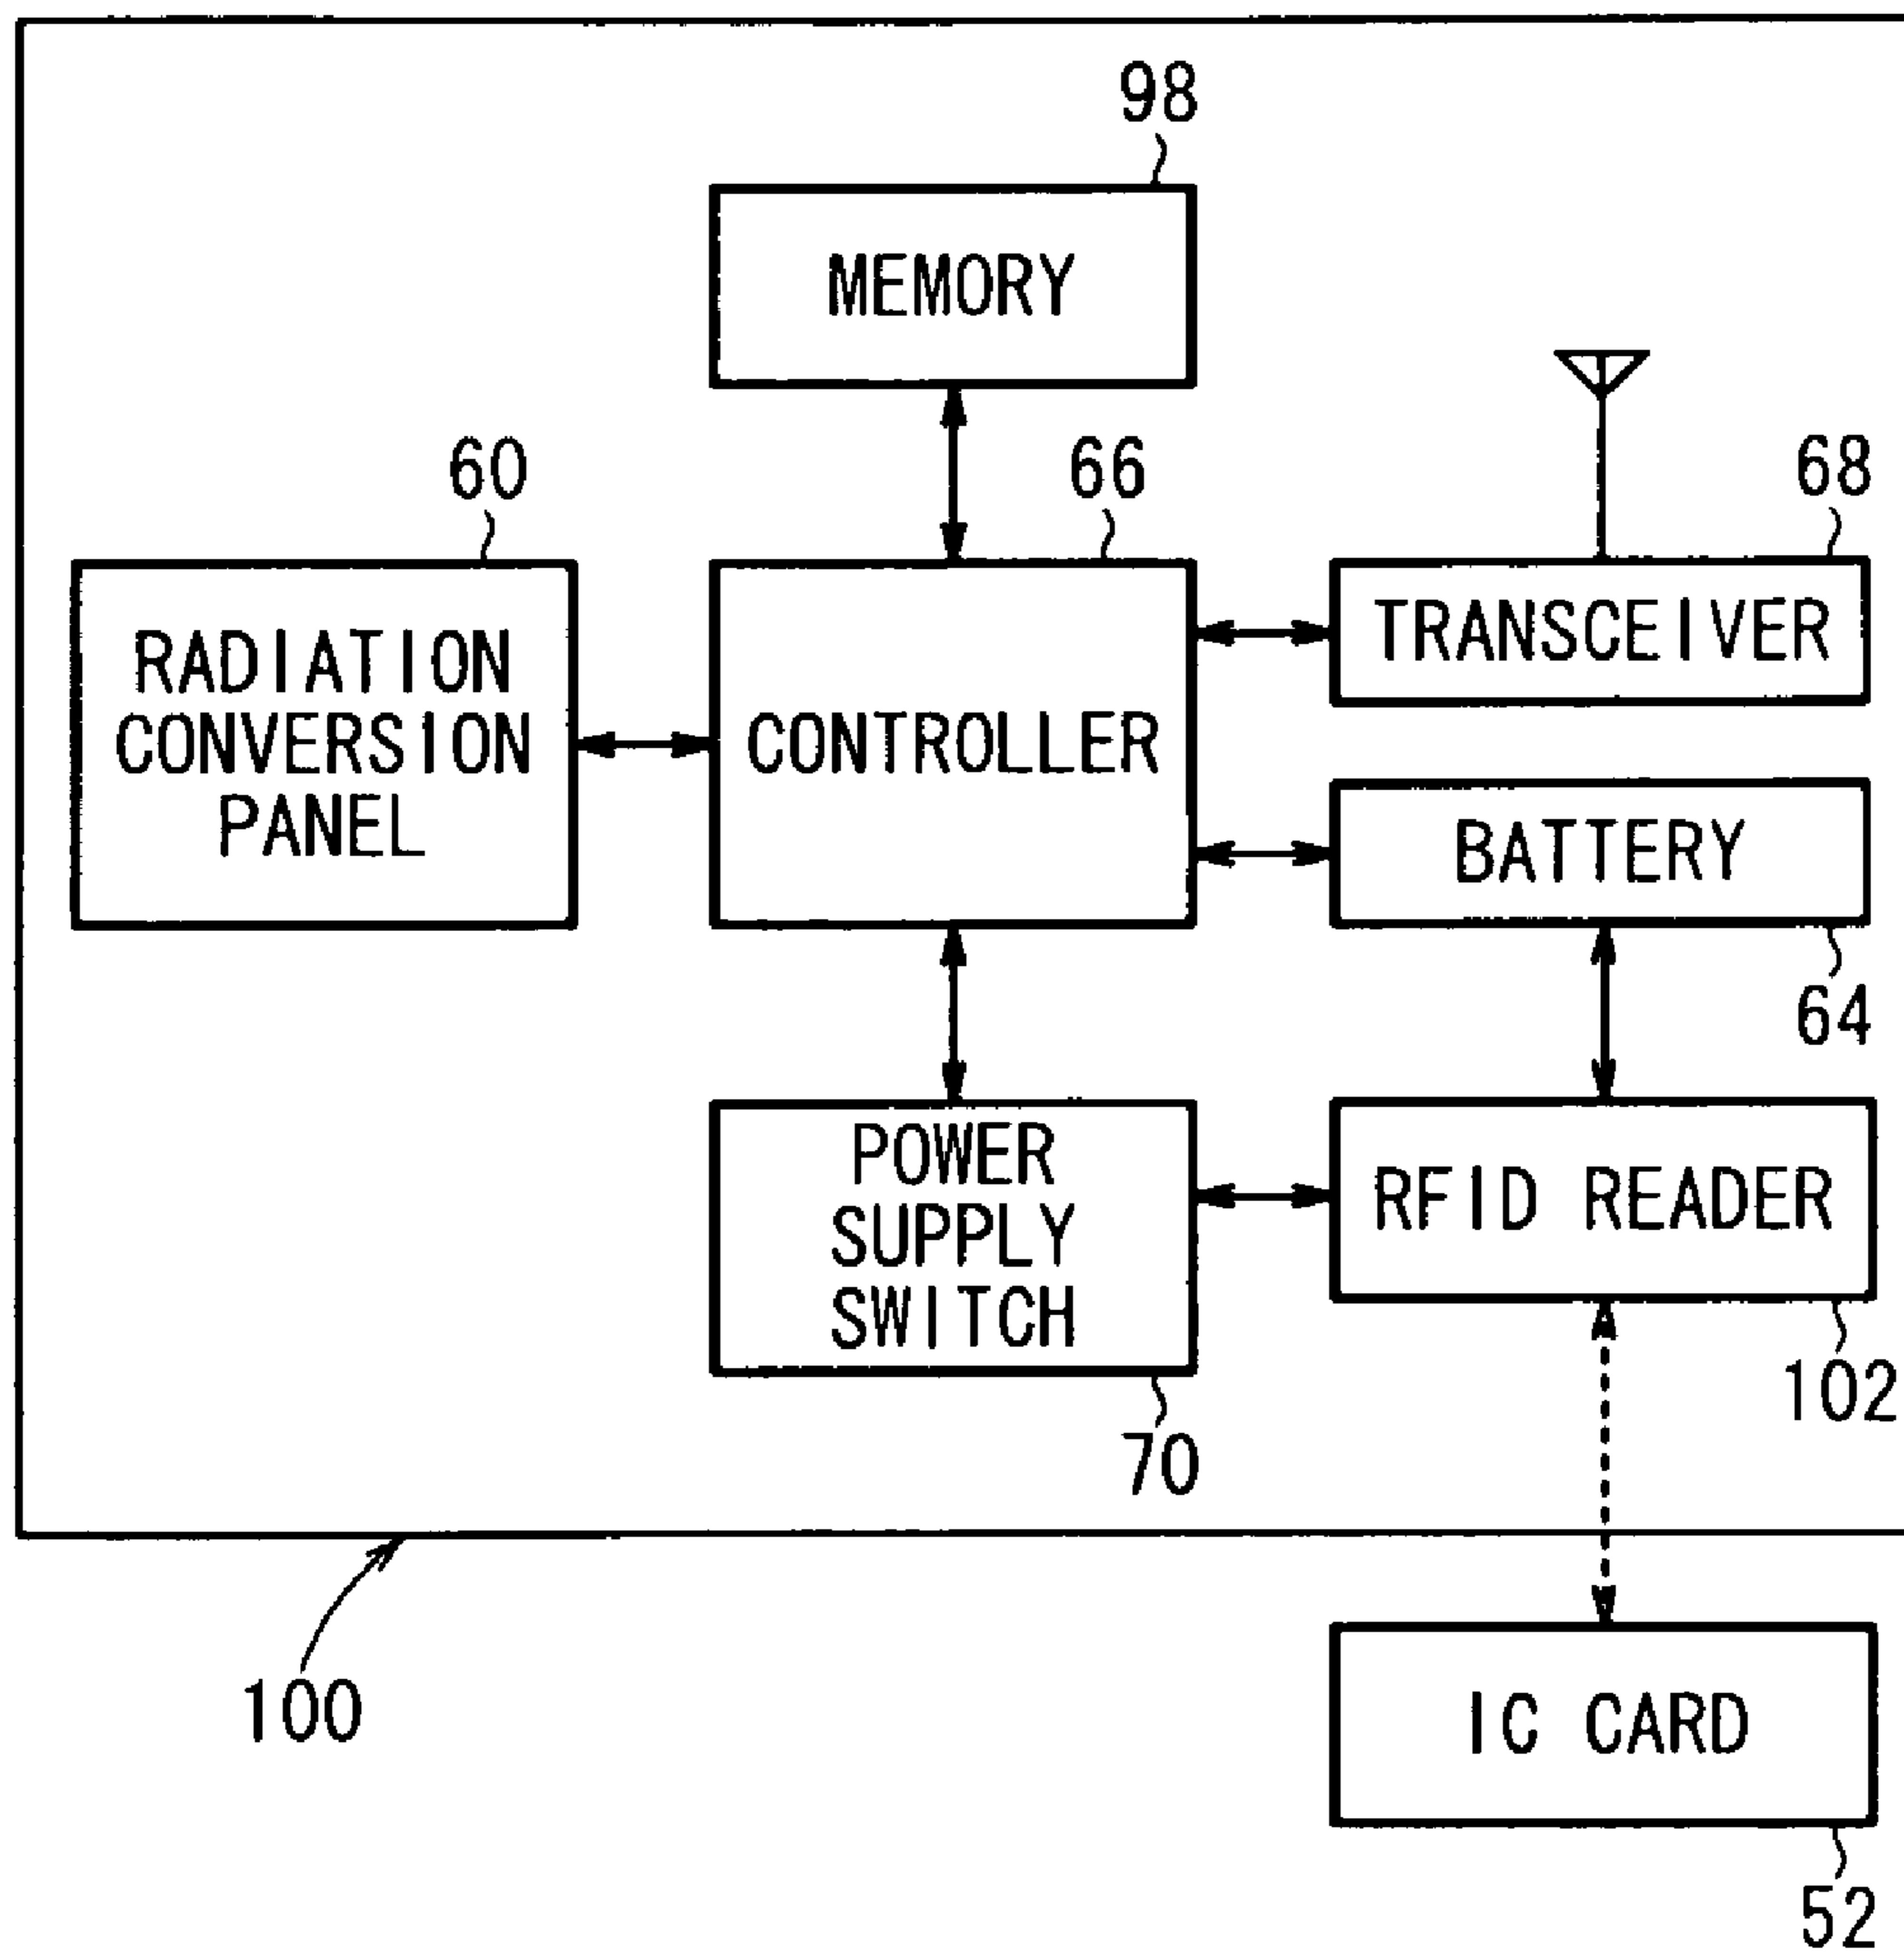 98
MEMORY
60
66
68
RADIATION
CONVERSION
PANEL
CONTROLLER
TRANSCEIVER
BATTERY
64
POWER
SUPPLY
SWITCH
RFID READER
102
70
100
IC CARD
52